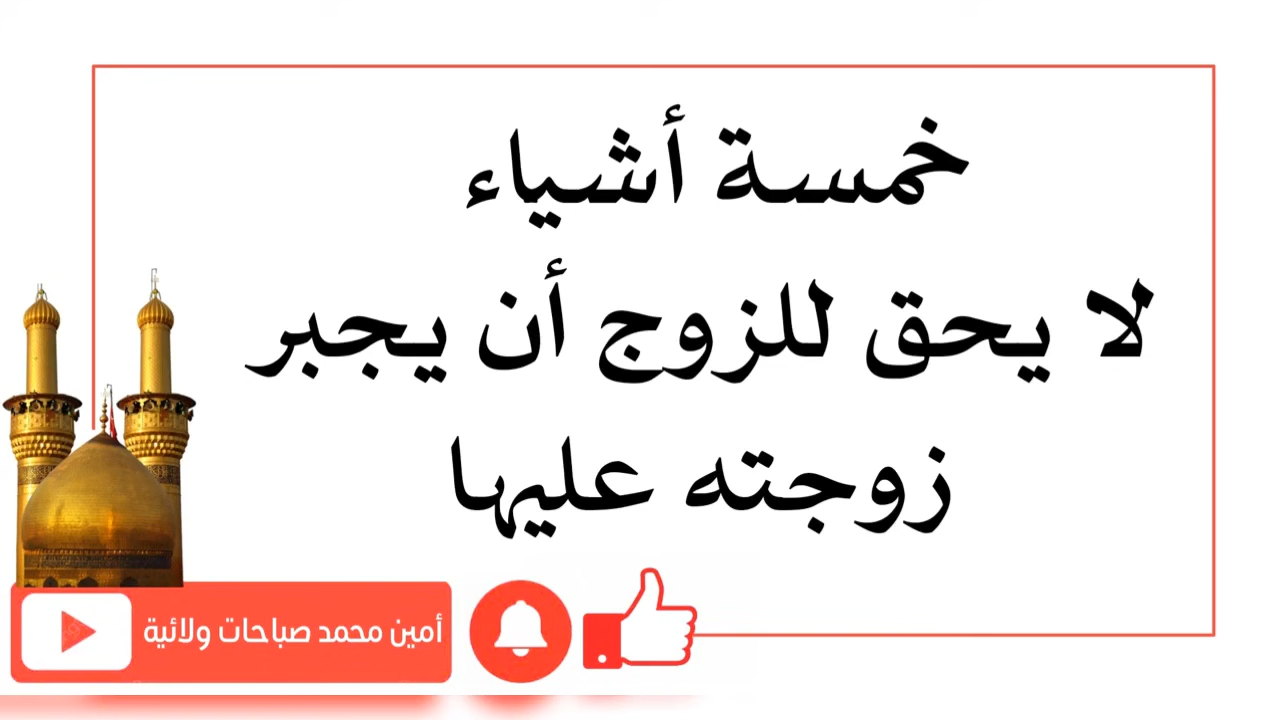 خمسة أشياء
لا يحق للزوج أن يجبر
زوجته عليها
أمين محمد صباحات ولائية